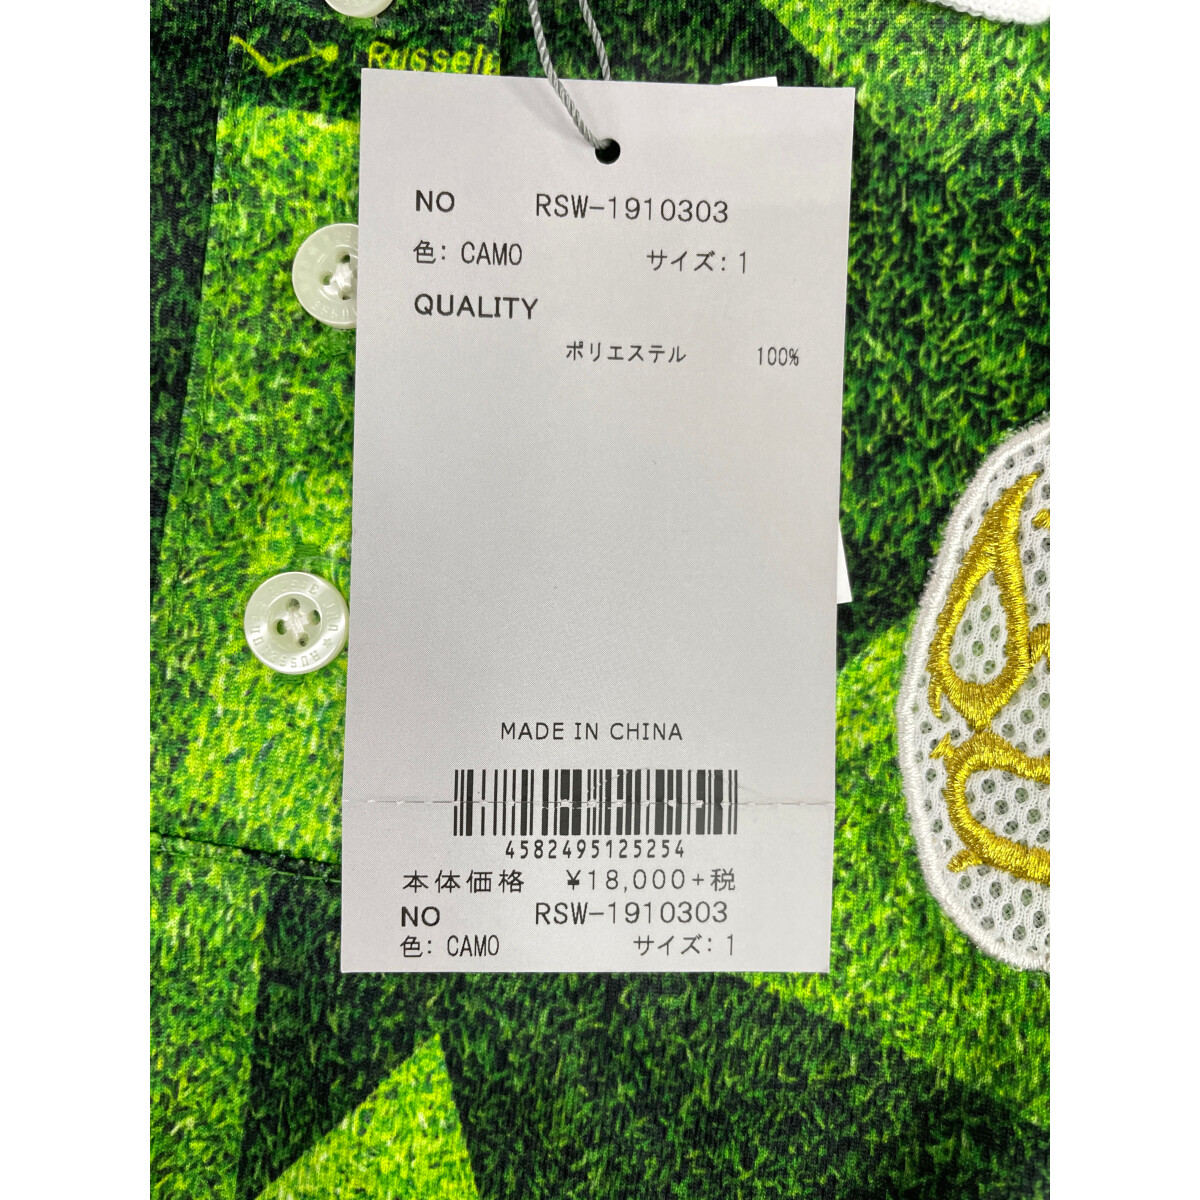 Russelu
NO RSW-1910303
色: CAMO サイズ: 1
QUALITY
ポリエステル 100%
MADE IN CHINA
4582495125254
本体価格 ¥18,000+税
NO RSW-1910303
色: CAMO サイズ: 1